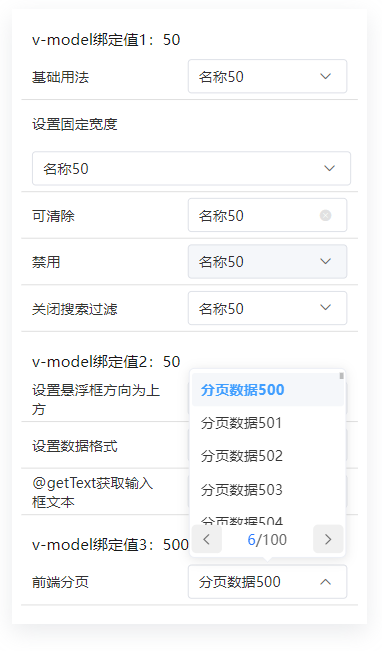 v-model绑定值1：50
基础用法 名称50
设置固定宽度
名称50
可清除 名称50
禁用 名称50
关闭搜索过滤 名称50
v-model绑定值2：50
设置悬浮框方向为上
方
设置数据格式
@getText获取输入
框文本
分页数据500
分页数据501
分页数据502
分页数据503
分页数据504
6/100
v-model绑定值3：500
前端分页 分页数据500